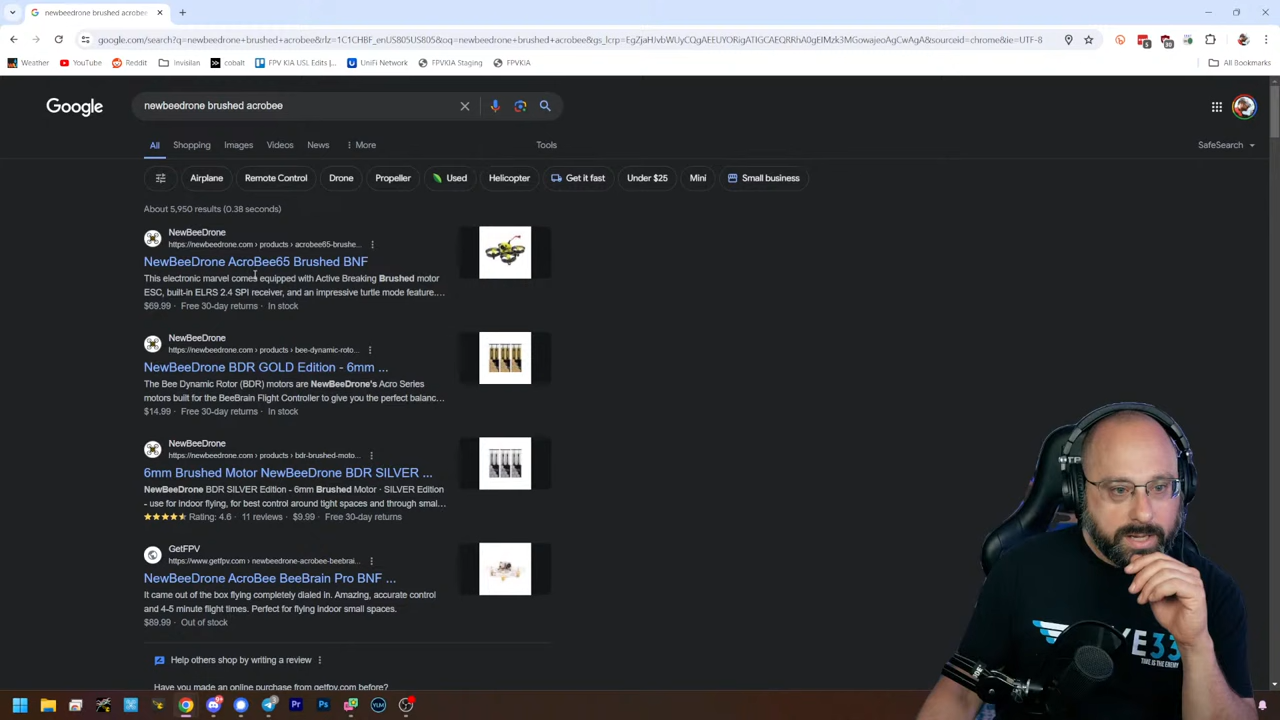 newbeedrone brushed acrobee
google.com/search?q=newbeedrone+brushed+acrobee&rlz=1C1CHBF_enUS805US805&oq=newbeedrone+brushed+acrobee&gs_lcrp=
Weather
YouTube
Reddit
Invisilan
cobalt
FPV KIA USL Edits |...
UniFi Network
FPVKIA Staging
FPVKIA
All Bookmarks
Google
newbeedrone brushed acrobee
All
Shopping
Images
Videos
News
More
Tools
SafeSearch
Airplane
Remote Control
Drone
Propeller
Used
Helicopter
Get it fast
Under $25
Mini
Small business
About 5,950 results (0.38 seconds)
NewBeeDrone
https://newbeedrone.com › products › acrobee65-brushe...
NewBeeDrone AcroBee65 Brushed BNF
This electronic marvel comes equipped with Active Breaking Brushed motor
ESC, built-in ELRS 2.4 SPI receiver, and an impressive turtle mode feature....
$69.99 · Free 30-day returns · In stock
NewBeeDrone
https://newbeedrone.com › products › bee-dynamic-roto...
NewBeeDrone BDR GOLD Edition - 6mm ...
The Bee Dynamic Rotor (BDR) motors are NewBeeDrone's Acro Series
motors built for the BeeBrain Flight Controller to give you the perfect balanc...
$14.99 · Free 30-day returns · In stock
NewBeeDrone
https://newbeedrone.com › products › bdr-brushed-moto...
6mm Brushed Motor NewBeeDrone BDR SILVER ...
NewBeeDrone BDR SILVER Edition - 6mm Brushed Motor · SILVER Edition
- use for indoor flying, for best control around tight spaces and through smal...
Rating: 4.6 · 11 reviews · $9.99 · Free 30-day returns
GetFPV
https://www.getfpv.com › newbeedrone-acrobee-beebrai...
NewBeeDrone AcroBee BeeBrain Pro BNF ...
It came out of the box flying completely dialed in. Amazing, accurate control
and 4-5 minute flight times. Perfect for flying indoor small spaces.
$89.99 · Out of stock
Help others shop by writing a review
Have you made an online purchase from getfpv.com before?
YE33
TIME IS THE ENEMY